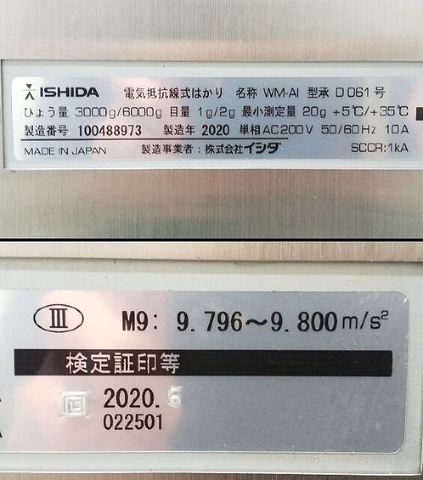 ISHIDA 電気抵抗線式はかり 名称 WM-AI 型承 D061号
ひょう量 3000g/6000g 目量 1g/2g 最小測定量 20g +5℃/+35℃
製造番号 100488973 製造年 2020 単相AC200V 50/60Hz 10A
MADE IN JAPAN 製造事業者:株式会社イシダ SCCR:1kA
III M9: 9.796~9.800m/s²
検定証印等
2020.6
022501